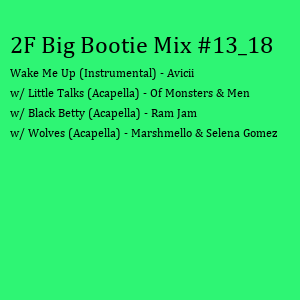 2F Big Bootie Mix #13_18
Wake Me Up (Instrumental) - Avicii
w/ Little Talks (Acapella) - Of Monsters & Men
w/ Black Betty (Acapella) - Ram Jam
w/ Wolves (Acapella) - Marshmello & Selena Gomez